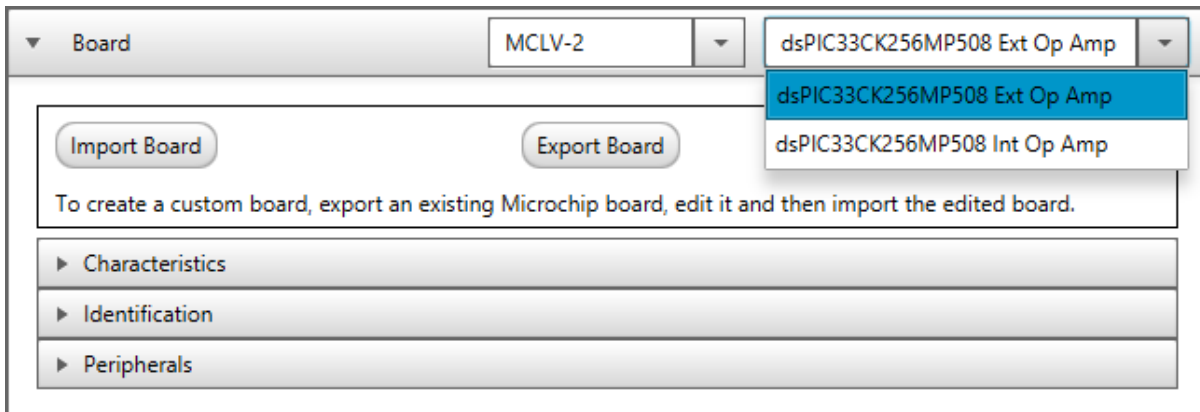 Board MCLV-2 dsPIC33CK256MP508 Ext Op Amp
dsPIC33CK256MP508 Ext Op Amp
dsPIC33CK256MP508 Int Op Amp
Import Board Export Board
To create a custom board, export an existing Microchip board, edit it and then import the edited board.
Characteristics
Identification
Peripherals